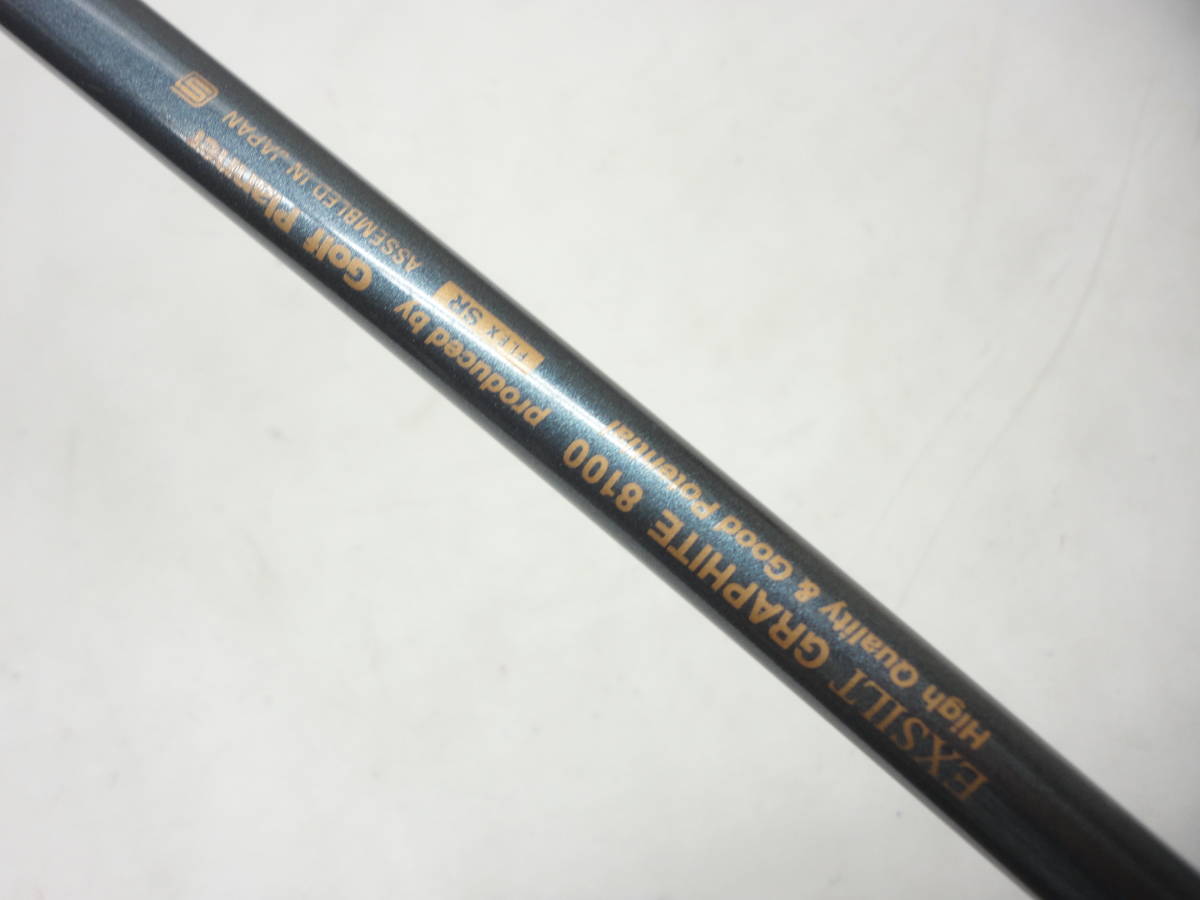 EXSILT GRAPHITE 8100 produced by Golf Planner
High Quality & Good Potential FLEX SR ASSEMBLED IN JAPAN S